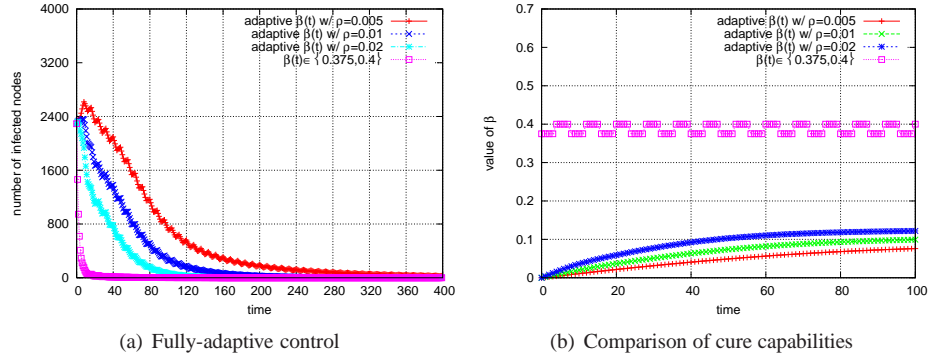 4000
3200
2400
1600
800
0
number of infected nodes
adaptive β(t) w/ ρ=0.005
adaptive β(t) w/ ρ=0.01
adaptive β(t) w/ ρ=0.02
β(t)∈{0.375,0.4}
0 40 80 120 160 200 240 280 320 360 400
time
(a) Fully-adaptive control
0.7
0.6
0.5
0.4
0.3
0.2
0.1
0
value of β
adaptive β(t) w/ ρ=0.005
adaptive β(t) w/ ρ=0.01
adaptive β(t) w/ ρ=0.02
β(t)∈{0.375,0.4}
0 20 40 60 80 100
time
(b) Comparison of cure capabilities